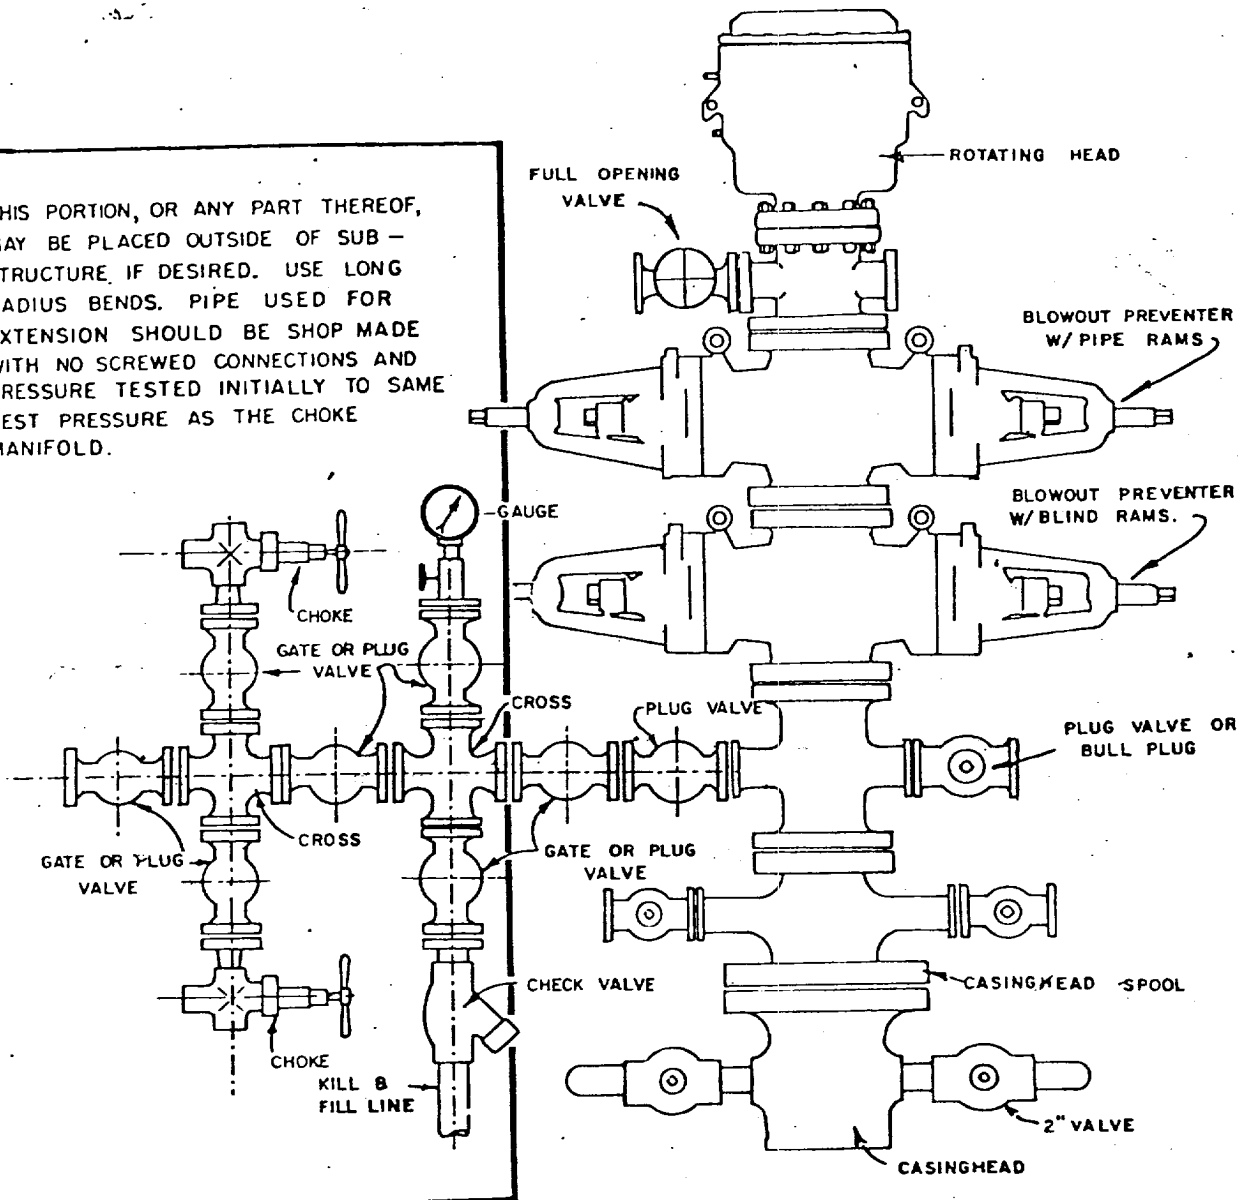 HIS PORTION, OR ANY PART THEREOF,
AY BE PLACED OUTSIDE OF SUB –
TRUCTURE IF DESIRED. USE LONG
ADIUS BENDS. PIPE USED FOR
XTENSION SHOULD BE SHOP MADE
WITH NO SCREWED CONNECTIONS AND
RESSURE TESTED INITIALLY TO SAME
EST PRESSURE AS THE CHOKE
MANIFOLD.
FULL OPENING
VALVE
ROTATING HEAD
BLOWOUT PREVENTER
W/ PIPE RAMS
BLOWOUT PREVENTER
W/BLIND RAMS.
GAUGE
CHOKE
GATE OR PLUG
VALVE
CROSS
PLUG VALVE
PLUG VALVE OR
BULL PLUG
CROSS
GATE OR PLUG
VALVE
GATE OR PLUG
VALVE
CHECK VALVE
CASINGHEAD SPOOL
CHOKE
KILL &
FILL LINE
2" VALVE
CASINGHEAD